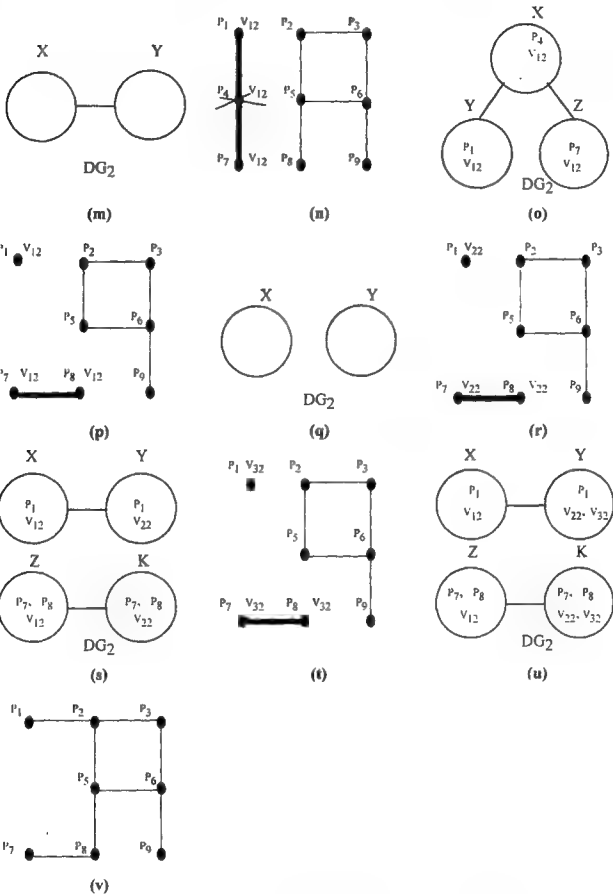 X Y
DG2
(m)
P1 V12 P2 P3
P4 V12 P5 P6
P7 V12 P8 P9
(n)
X
P4
V12
Y Z
P1 P7
V12 V12
DG2
(o)
P1 V12 P2 P3
P5 P6
P7 V12 P8 V12 P9
(p)
X Y
DG2
(q)
P1 V22 P2 P3
P5 P6
P7 V22 P8 V22 P9
(r)
X Y
P1 P1
V12 V22
Z K
P7, P8 P7, P8
V12 V22
DG2
(s)
P1 V32 P2 P3
P5 P6
P7 V32 P8 V32 P9
(t)
X Y
P1 P1
V12 V22, V32
Z K
P7, P8 P7, P8
V12 V22, V32
DG2
(u)
P1 P2 P3
P5 P6
P7 P8 P9
(v)